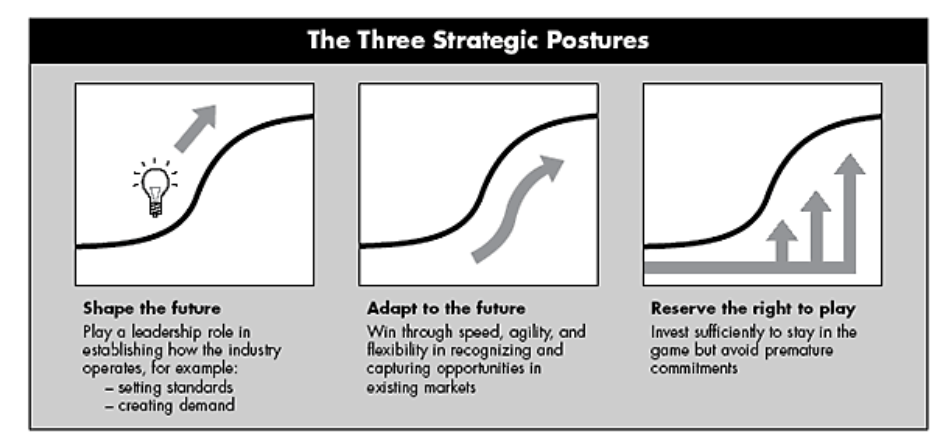 The Three Strategic Postures
Shape the future
Play a leadership role in
establishing how the industry
operates, for example:
– setting standards
– creating demand
Adapt to the future
Win through speed, agility, and
flexibility in recognizing and
capturing opportunities in
existing markets
Reserve the right to play
Invest sufficiently to stay in the
game but avoid premature
commitments